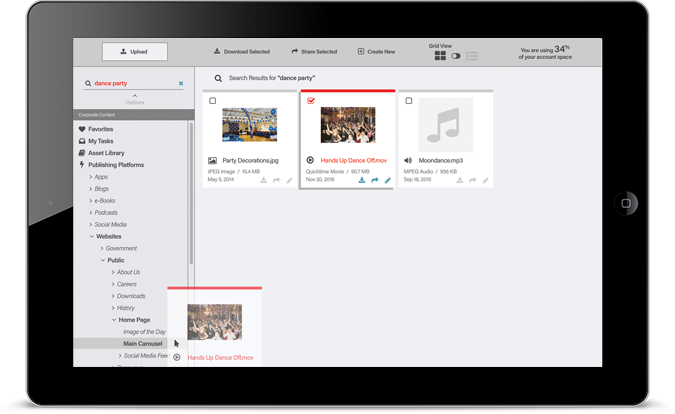 Upload
Download Selected
Share Selected
Create New
Grid View
You are using 34%
of your account space
dance party
Options
Search Results for "dance party"
Corporate Content
Favorites
My Tasks
Asset Library
Publishing Platforms
Apps
Blogs
e-Books
Podcasts
Social Media
Websites
Government
Public
About Us
Careers
Downloads
History
Home Page
Image of the Day
Main Carousel
Social Media Feed
Party Decorations.jpg
JPEG Image / 15.4 MB
May 5, 2014
Hands Up Dance Off.mov
Quicktime Movie / 90.7 MB
Nov 20, 2016
Moondance.mp3
MPEG Audio / 956 KB
Sep 18, 2015
Hands Up Dance Off.mov